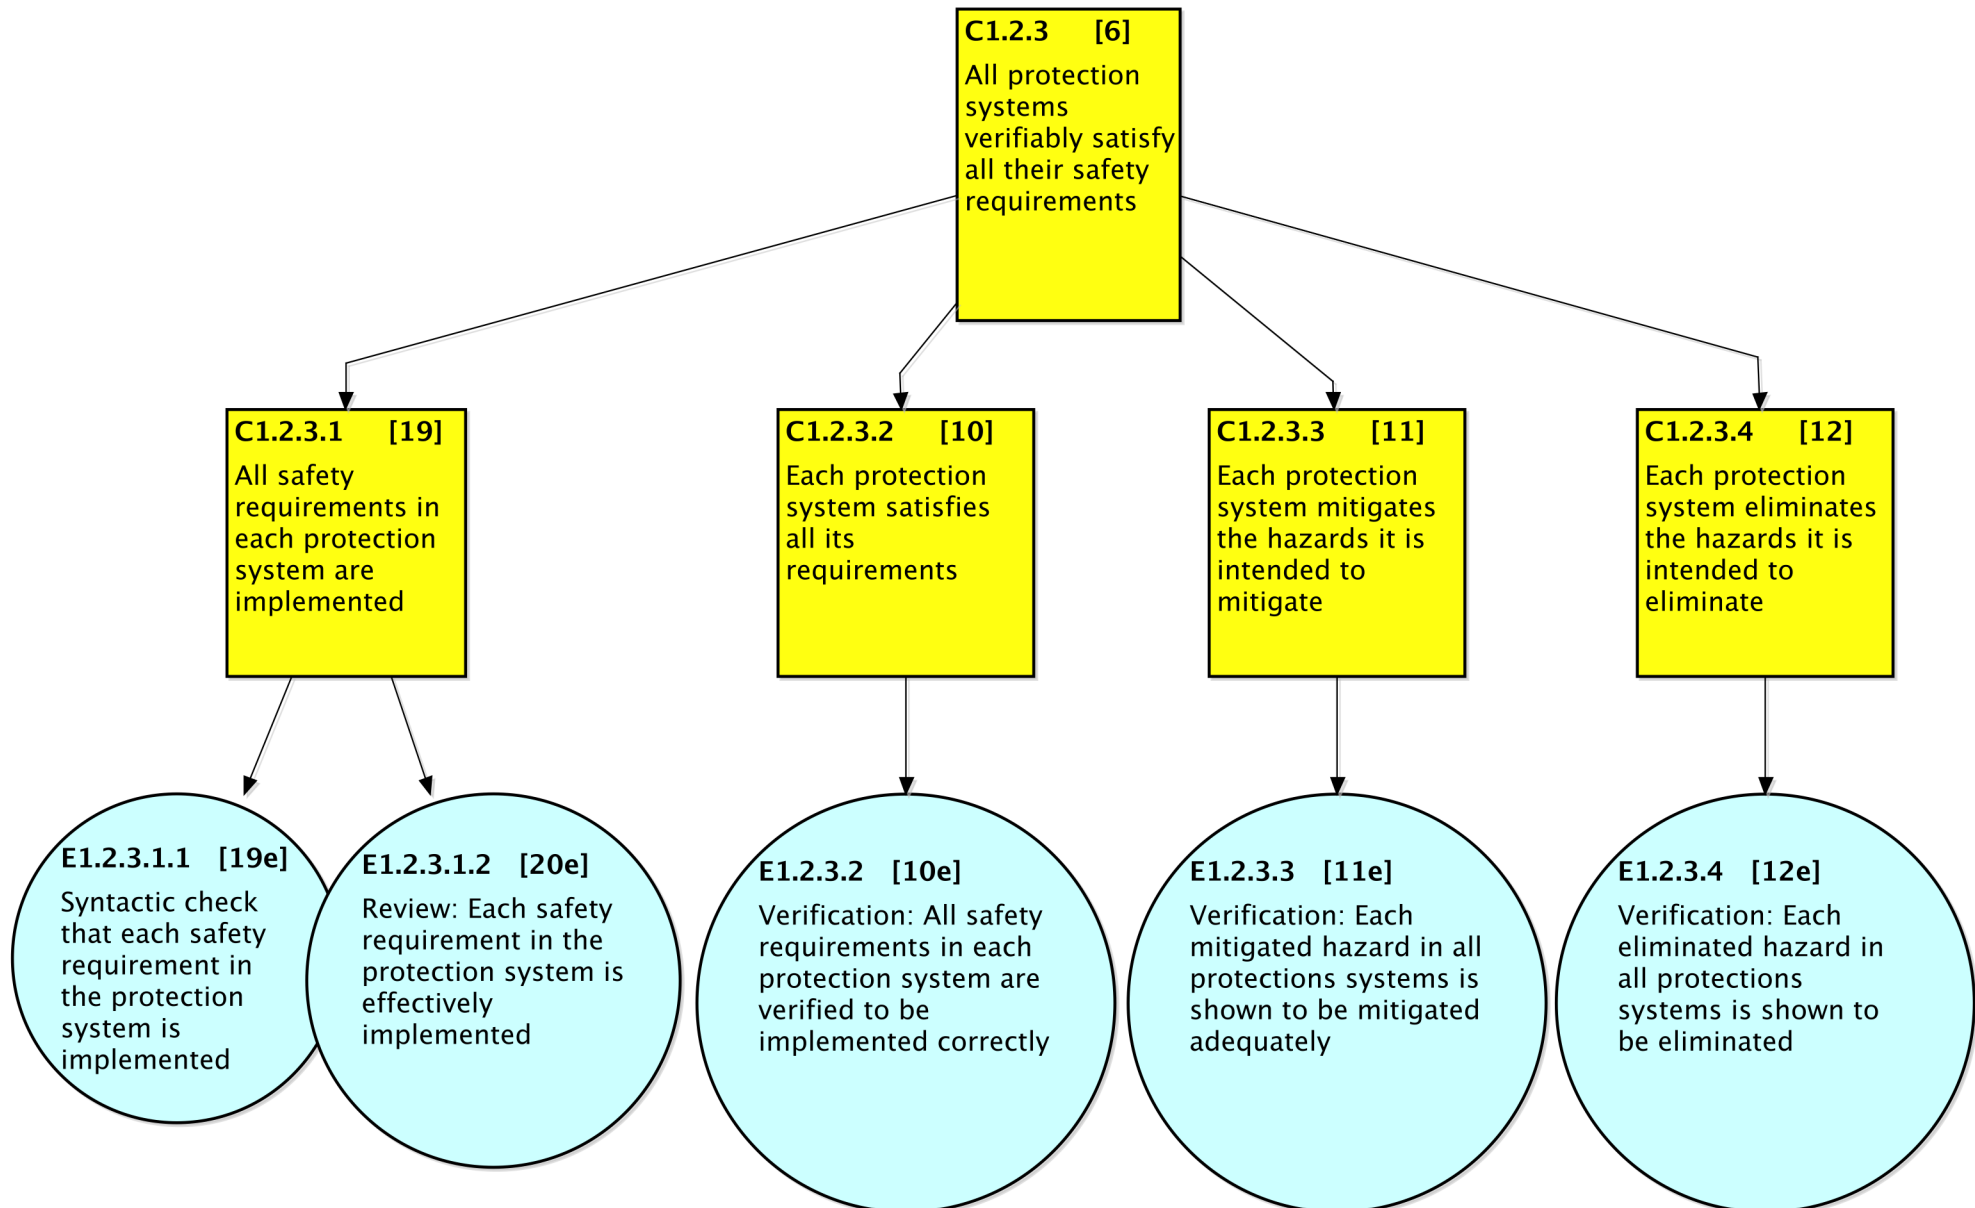 C1.2.3 [6]
All protection
systems
verifiably satisfy
all their safety
requirements
C1.2.3.1 [19]
All safety
requirements in
each protection
system are
implemented
C1.2.3.2 [10]
Each protection
system satisfies
all its
requirements
C1.2.3.3 [11]
Each protection
system mitigates
the hazards it is
intended to
mitigate
C1.2.3.4 [12]
Each protection
system eliminates
the hazards it is
intended to
eliminate
E1.2.3.1.1 [19e]
Syntactic check
that each safety
requirement in
the protection
system is
implemented
E1.2.3.1.2 [20e]
Review: Each safety
requirement in the
protection system is
effectively
implemented
E1.2.3.2 [10e]
Verification: All safety
requirements in each
protection system are
verified to be
implemented correctly
E1.2.3.3 [11e]
Verification: Each
mitigated hazard in all
protections systems is
shown to be mitigated
adequately
E1.2.3.4 [12e]
Verification: Each
eliminated hazard in
all protections
systems is shown to
be eliminated